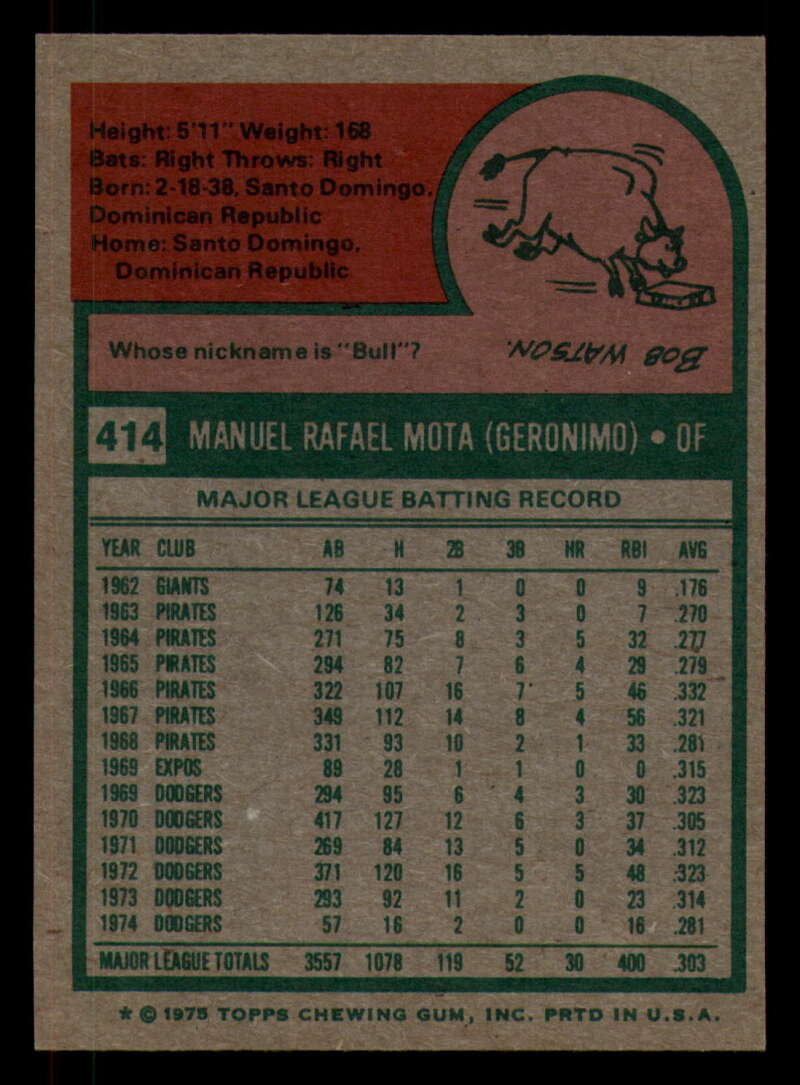 Height: 5'11" Weight: 168
Bats: Right Throws: Right
Born: 2-18-38, Santo Domingo,
Dominican Republic
Home: Santo Domingo,
Dominican Republic
Whose nickname is "Bull"?
BOB WATSON.
414 MANUEL RAFAEL MOTA (GERONIMO) • OF
MAJOR LEAGUE BATTING RECORD
YEAR CLUB AB H 2B 3B HR RBI AVG
1962 GIANTS 74 13 1 0 0 9 .176
1963 PIRATES 126 34 2 3 0 7 .270
1964 PIRATES 271 75 8 3 5 32 .277
1965 PIRATES 294 82 7 6 4 29 .279
1966 PIRATES 322 107 16 7 5 46 .332
1967 PIRATES 349 112 14 8 4 56 .321
1968 PIRATES 331 93 10 2 1 33 .281
1969 EXPOS 89 28 1 1 0 0 .315
1969 DODGERS 294 95 6 4 3 30 .323
1970 DODGERS 417 127 12 6 3 37 .305
1971 DODGERS 269 84 13 5 0 34 .312
1972 DODGERS 371 120 16 5 5 48 .323
1973 DODGERS 293 92 11 2 0 23 .314
1974 DODGERS 57 16 2 0 0 16 .281
MAJOR LEAGUE TOTALS 3557 1078 119 52 30 400 .303
* © 1975 TOPPS CHEWING GUM, INC. PRTD IN U.S.A.